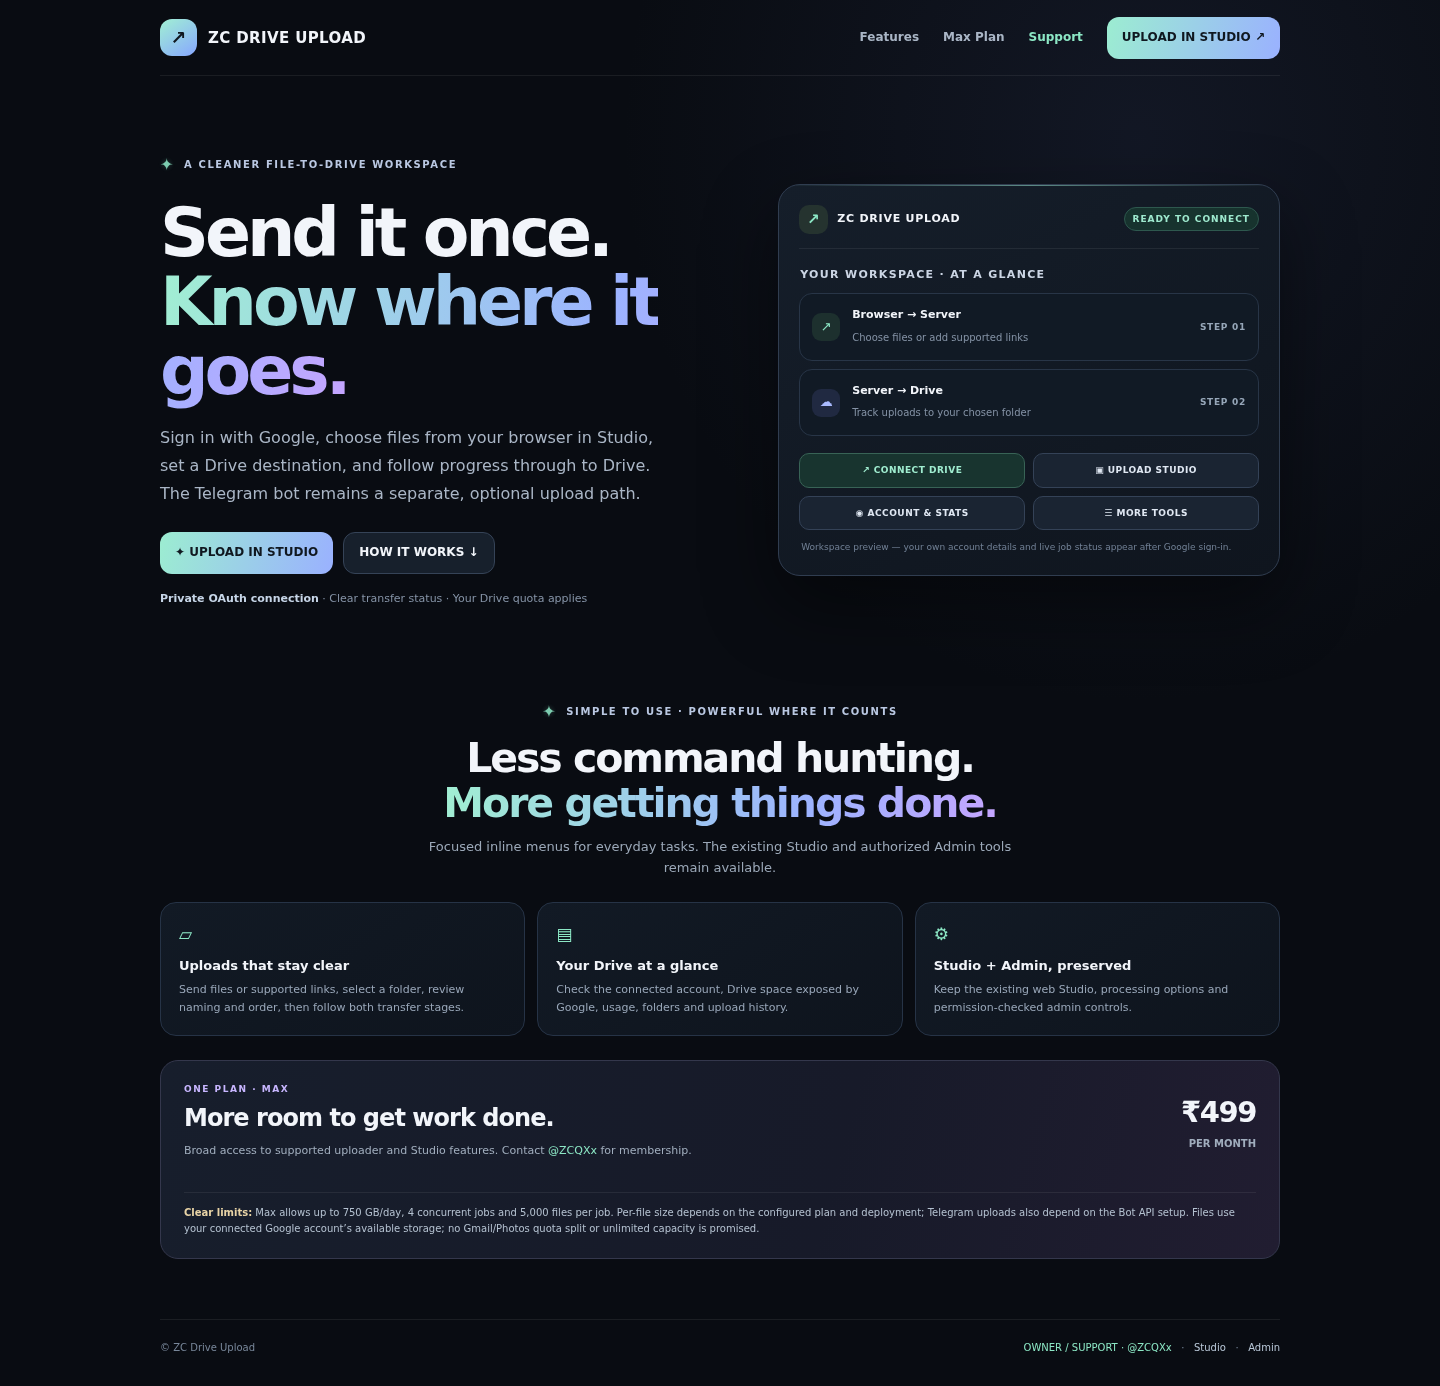 ↗ ZC DRIVE UPLOAD
Features Max Plan Support UPLOAD IN STUDIO ↗
✦ A CLEANER FILE-TO-DRIVE WORKSPACE
Send it once.
Know where it
goes.
Sign in with Google, choose files from your browser in Studio,
set a Drive destination, and follow progress through to Drive.
The Telegram bot remains a separate, optional upload path.
✦ UPLOAD IN STUDIO HOW IT WORKS ↓
Private OAuth connection · Clear transfer status · Your Drive quota applies
↗ ZC DRIVE UPLOAD READY TO CONNECT
YOUR WORKSPACE · AT A GLANCE
↗ Browser → Server
Choose files or add supported links
STEP 01
☁ Server → Drive
Track uploads to your chosen folder
STEP 02
↗ CONNECT DRIVE ▣ UPLOAD STUDIO
◉ ACCOUNT & STATS ☰ MORE TOOLS
Workspace preview — your own account details and live job status appear after Google sign-in.
✦ SIMPLE TO USE · POWERFUL WHERE IT COUNTS
Less command hunting.
More getting things done.
Focused inline menus for everyday tasks. The existing Studio and authorized Admin tools
remain available.
▱
Uploads that stay clear
Send files or supported links, select a folder, review
naming and order, then follow both transfer stages.
▤
Your Drive at a glance
Check the connected account, Drive space exposed by
Google, usage, folders and upload history.
⚙
Studio + Admin, preserved
Keep the existing web Studio, processing options and
permission-checked admin controls.
ONE PLAN · MAX
More room to get work done.
Broad access to supported uploader and Studio features. Contact @ZCQXx for membership.
₹499
PER MONTH
Clear limits: Max allows up to 750 GB/day, 4 concurrent jobs and 5,000 files per job. Per-file size depends on the configured plan and deployment; Telegram uploads also depend on the Bot API setup. Files use
your connected Google account’s available storage; no Gmail/Photos quota split or unlimited capacity is promised.
© ZC Drive Upload
OWNER / SUPPORT · @ZCQXx · Studio · Admin